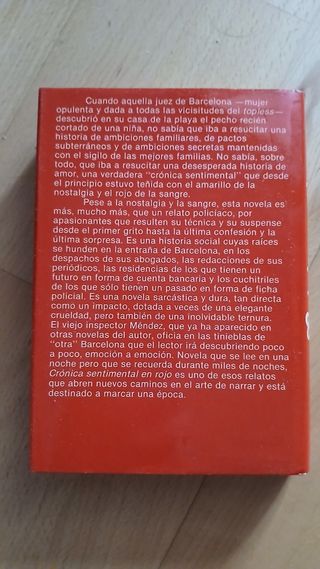 Cuando aquella juez de Barcelona —mujer
opulenta y dada a todas las vicisitudes del topless—
descubrió en su casa de la playa el pecho recién
cortado de una niña, no sabía que iba a resucitar una
historia de ambiciones familiares, de pactos
subterráneos y de ambiciones secretas mantenidas
con el sigilo de las mejores familias. No sabía, sobre
todo, que iba a resucitar una desesperada historia de
amor, una verdadera "crónica sentimental" que desde
el principio estuvo teñida con el amarillo de la
nostalgia y el rojo de la sangre.
Pese a la nostalgia y la sangre, esta novela es
más, mucho más, que un relato policíaco, por
apasionantes que resulten su técnica y su suspense
desde el primer grito hasta la última confesión y la
última sorpresa. Es una historia social cuyas raíces
se hunden en la entraña de Barcelona, en los
despachos de sus abogados, las redacciones de sus
periódicos, las residencias de los que tienen un
futuro en forma de cuenta bancaria y los cuchitriles
de los que sólo tienen un pasado en forma de ficha
policial. Es una novela sarcástica y dura, tan directa
como un impacto, dotada a veces de una elegante
crueldad, pero también de una inolvidable ternura.
El viejo inspector Méndez, que ya ha aparecido en
otras novelas del autor, oficia en las tinieblas de
"otra" Barcelona que el lector irá descubriendo poco
a poco, emoción a emoción. Novela que se lee en una
noche pero que se recuerda durante miles de noches,
Crónica sentimental en rojo es uno de esos relatos
que abren nuevos caminos en el arte de narrar y está
destinado a marcar una época.